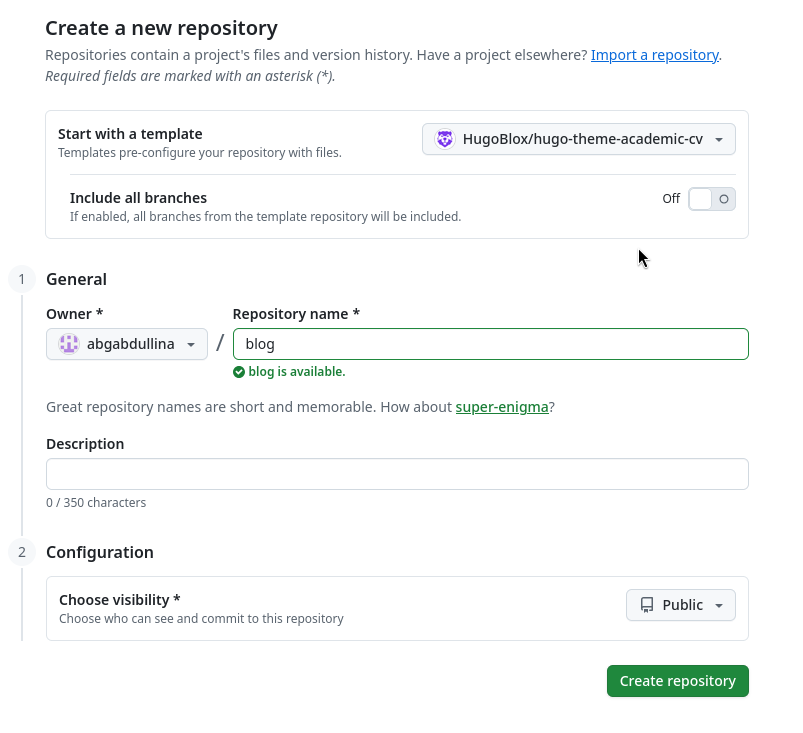 Create a new repository
Repositories contain a project's files and version history. Have a project elsewhere? Import a repository.
Required fields are marked with an asterisk (*).
Start with a template
Templates pre-configure your repository with files.
HugoBlox/hugo-theme-academic-cv
Include all branches
If enabled, all branches from the template repository will be included.
Off
1
General
Owner *
Repository name *
abgabdullina
/
blog
blog is available.
Great repository names are short and memorable. How about super-enigma?
Description
0 / 350 characters
2
Configuration
Choose visibility *
Choose who can see and commit to this repository
Public
Create repository